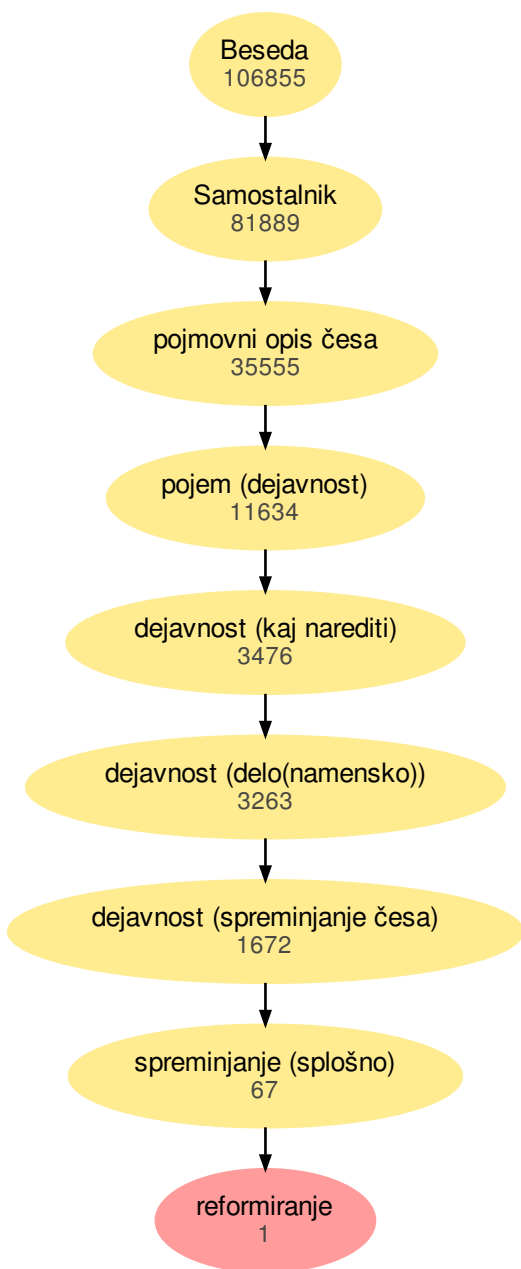 Beseda
106855
Samostalnik
81889
pojmovni opis česa
35555
pojem (dejavnost)
11634
dejavnost (kaj narediti)
3476
dejavnost (delo(namensko))
3263
dejavnost (spreminjanje česa)
1672
spreminjanje (splošno)
67
reformiranje
1